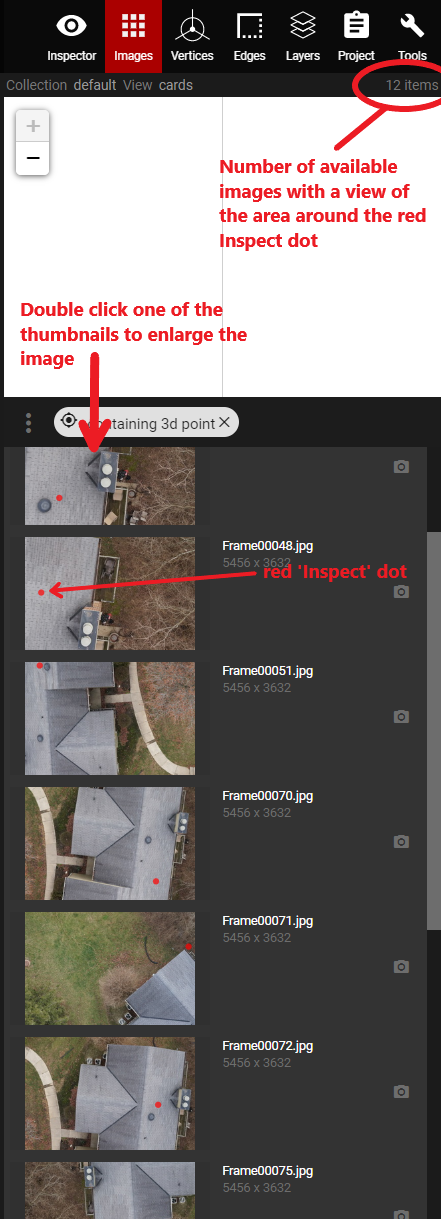 Inspector Images Vertices Edges Layers Project Tools
Collection default View cards 12 items
+
−
Number of available
images with a view of
the area around the red
Inspect dot
Double click one of the
thumbnails to enlarge the
image
containing 3d point ×
Frame00048.jpg
5456 x 3632
red 'Inspect' dot
Frame00051.jpg
5456 x 3632
Frame00070.jpg
5456 x 3632
Frame00071.jpg
5456 x 3632
Frame00072.jpg
5456 x 3632
Frame00075.jpg
5456 x 3632